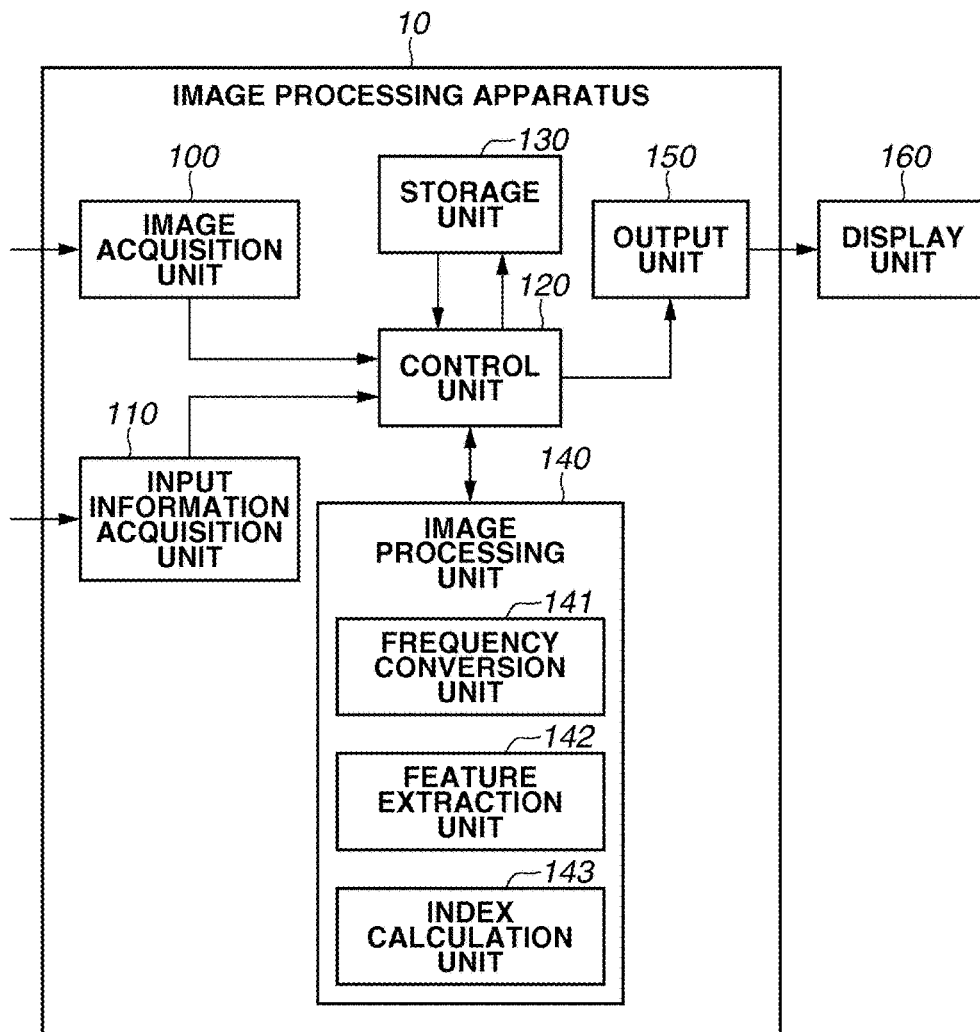 10
IMAGE PROCESSING APPARATUS
100
IMAGE
ACQUISITION
UNIT
130
STORAGE
UNIT
150
OUTPUT
UNIT
160
DISPLAY
UNIT
120
CONTROL
UNIT
110
INPUT
INFORMATION
ACQUISITION
UNIT
140
IMAGE
PROCESSING
UNIT
141
FREQUENCY
CONVERSION
UNIT
142
FEATURE
EXTRACTION
UNIT
143
INDEX
CALCULATION
UNIT